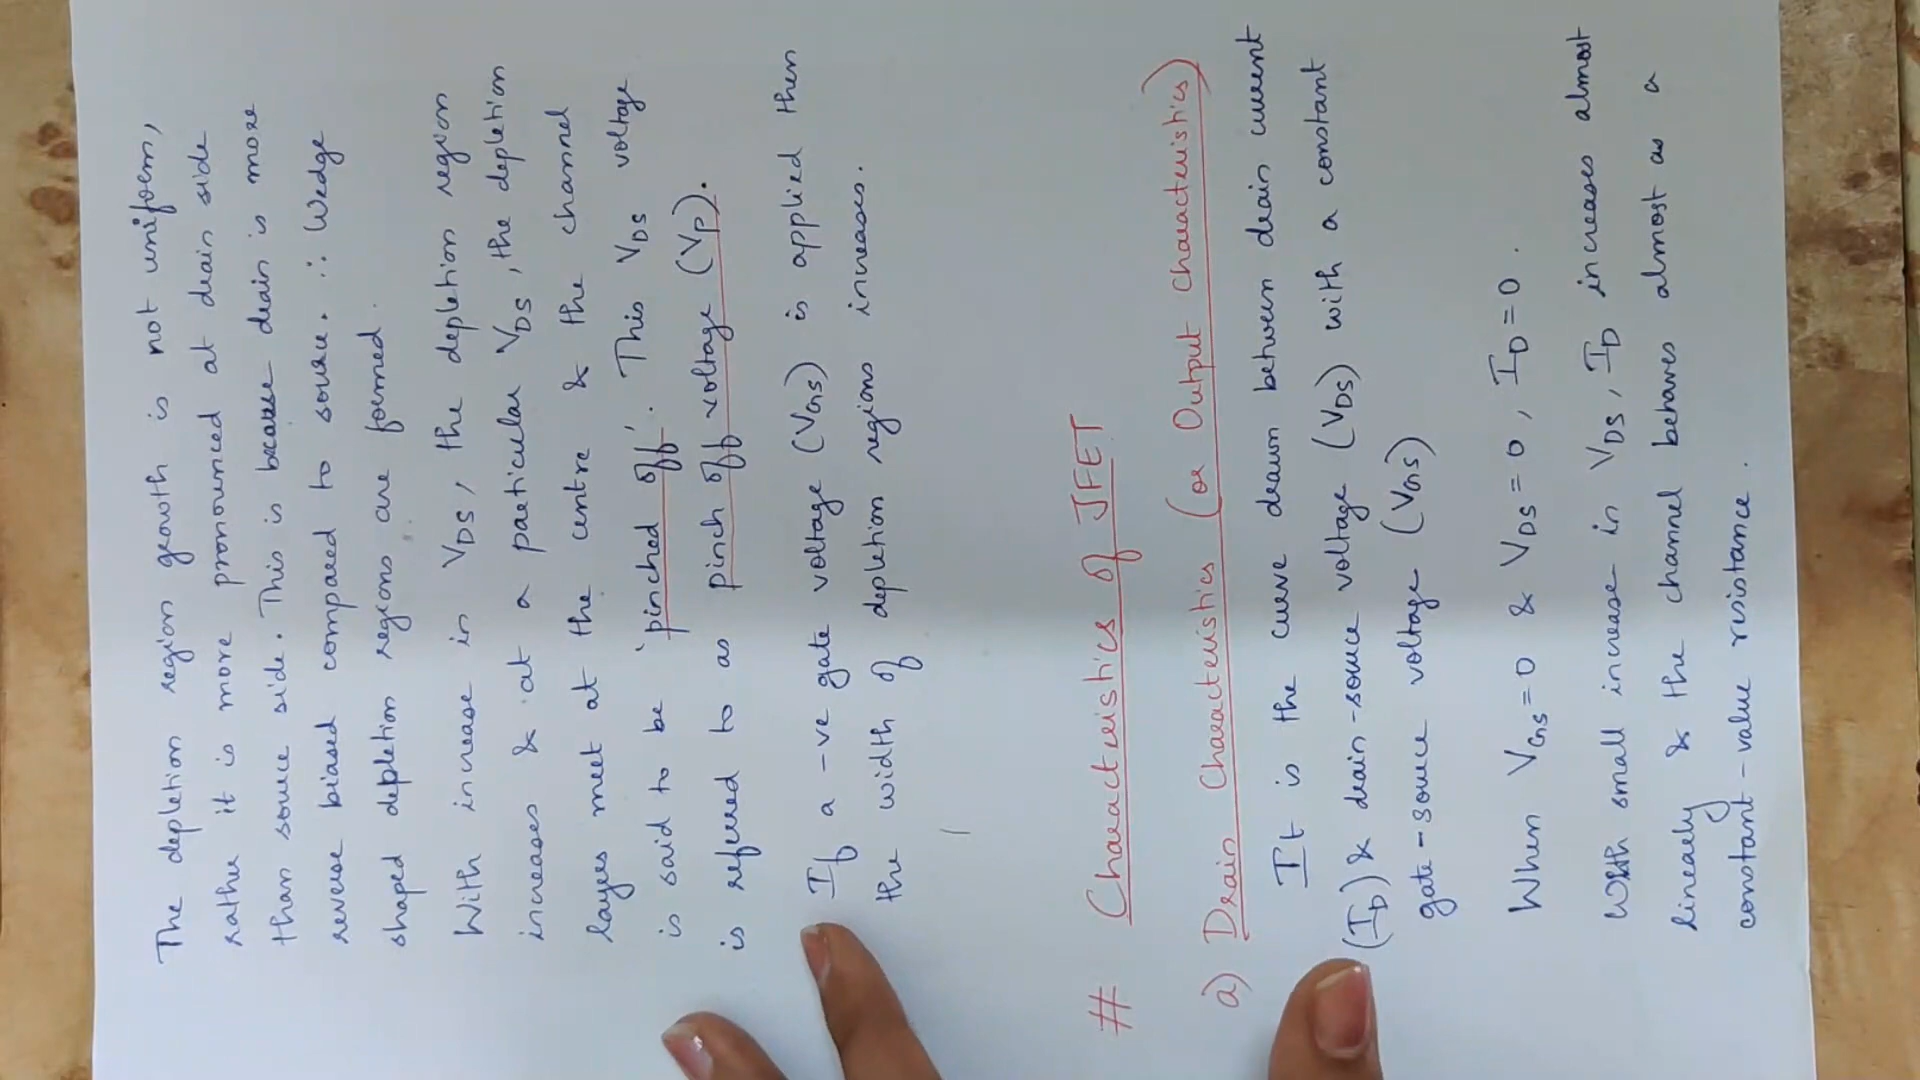 The depletion region growth is not uniform,
rather it is more pronounced at drain side
than source side. This is because drain is more
reverse biased compared to source. ∴ Wedge
shaped depletion regions are formed.
With increase in VDS, the depletion region
increases & at a particular VDS, the depletion
layers meet at the centre & the channel
is said to be 'pinched off'. This VDS voltage
is referred to as pinch off voltage (VP).
If a -ve gate voltage (VGS) is applied then
the width of depletion regions increases.
# Characteristics of JFET
a) Drain Characteristics (or Output characteristics)
It is the curve drawn between drain current
(ID) & drain-source voltage (VDS) with a constant
gate-source voltage (VGS)
When VGS=0 & VDS=0, ID=0.
With small increase in VDS, ID increases almost
linearly & the channel behaves almost as a
constant-value resistance.